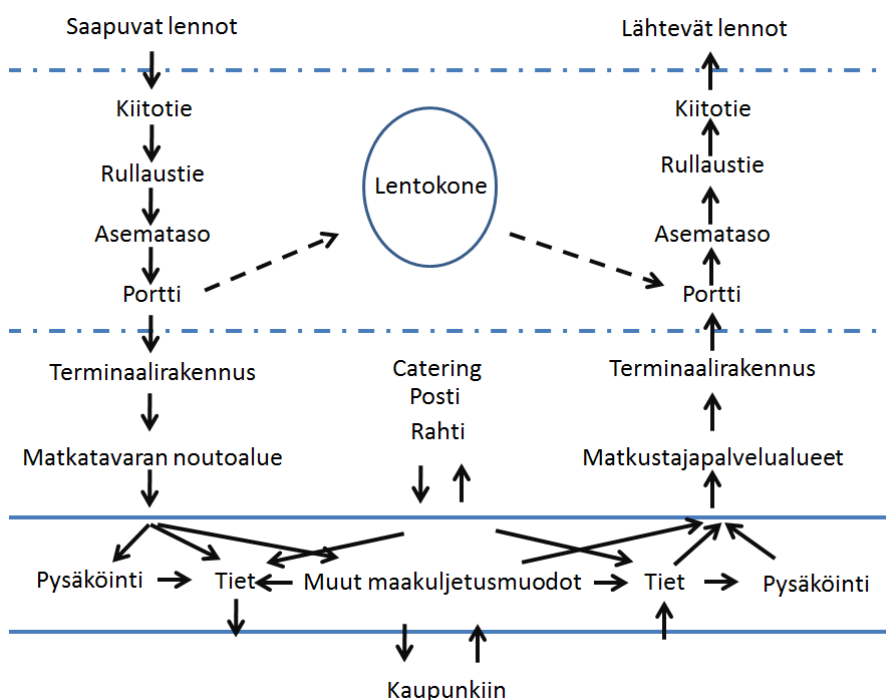 Saapuvat lennot
Lähtevät lennot
Kiitotie
Kiitotie
Rullaustie
Rullaustie
Lentokone
Asemataso
Asemataso
Portti
Portti
Terminaalirakennus
Catering
Terminaalirakennus
Posti
Rahti
Matkatavaran noutoalue
Matkustajapalvelualueet
Pysäköinti
Tiet
Muut maakuljetusmuodot
Tiet
Pysäköinti
Kaupunkiin